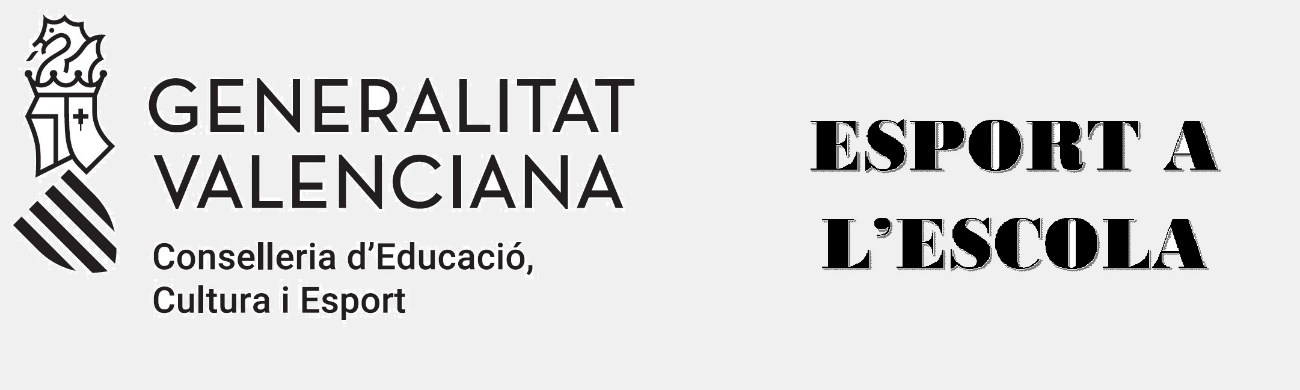 GENERALITAT
VALENCIANA
Conselleria d’Educació,
Cultura i Esport
ESPORT A
L’ESCOLA